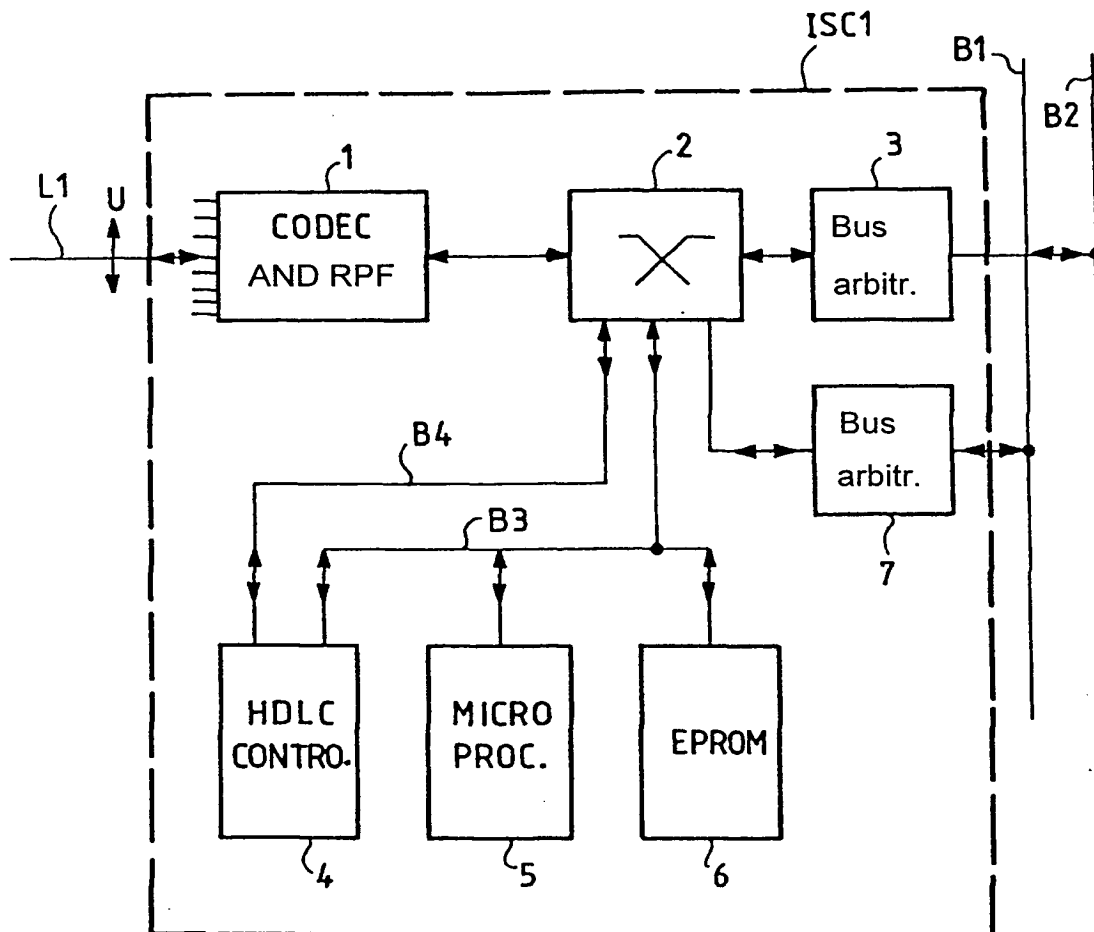 ISC1
B1
B2
L1
U
1
2
3
CODEC
AND RPF
Bus
arbitr.
Bus
arbitr.
7
B4
B3
HDLC
CONTRO.
MICRO
PROC.
EPROM
4
5
6